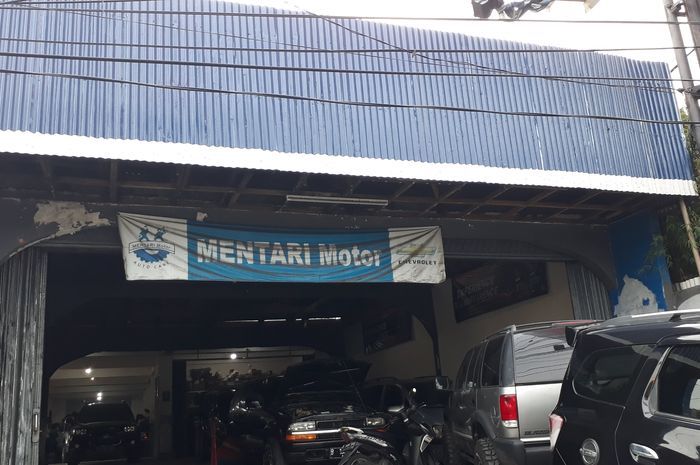 MENTARI Motor
AUTO CARE
MENTARI Motor
CHEVROLET